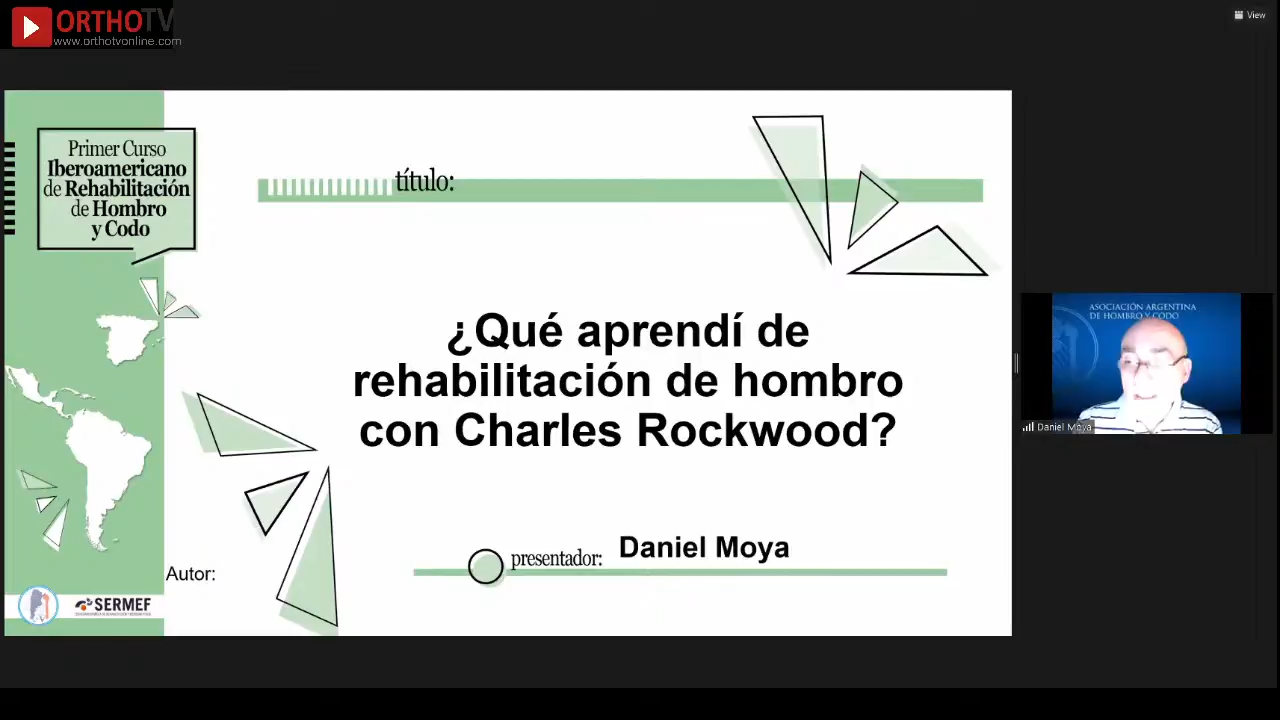 ORTHOTV
www.orthotvonline.com
View
Primer Curso
Iberoamericano
de Rehabilitación
de Hombro
y Codo
título:
¿Qué aprendí de
rehabilitación de hombro
con Charles Rockwood?
presentador: Daniel Moya
Autor:
SERMEF
ASOCIACIÓN ARGENTINA
DE HOMBRO Y CODO
Daniel Moya